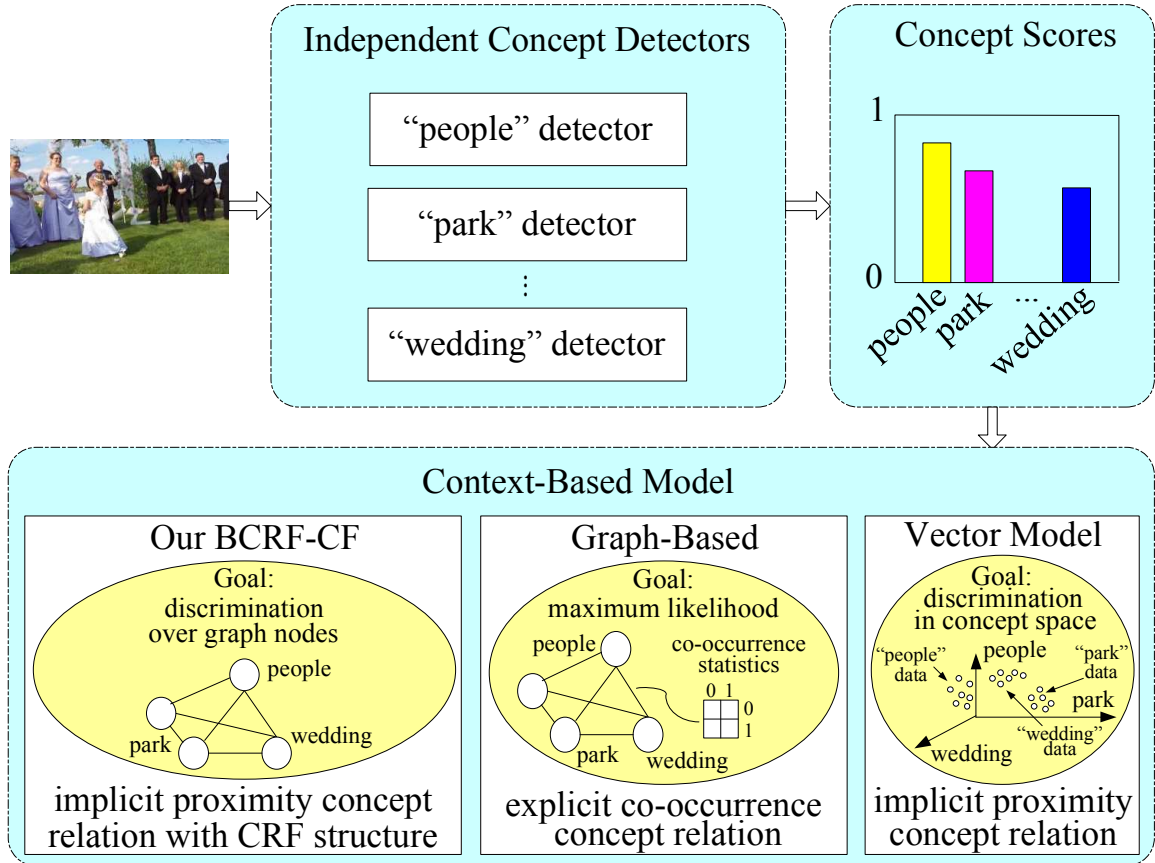 Independent Concept Detectors
“people” detector
“park” detector
...
“wedding” detector
Concept Scores
1
0
people
park
...
wedding
Context-Based Model
Our BCRF-CF
Goal:
discrimination
over graph nodes
people
park
wedding
implicit proximity concept
relation with CRF structure
Graph-Based
Goal:
maximum likelihood
people
co-occurrence
statistics
0 1
0
1
park
wedding
explicit co-occurrence
concept relation
Vector Model
Goal:
discrimination
in concept space
“people”
data
people
“park”
data
park
wedding
“wedding”
data
implicit proximity
concept relation